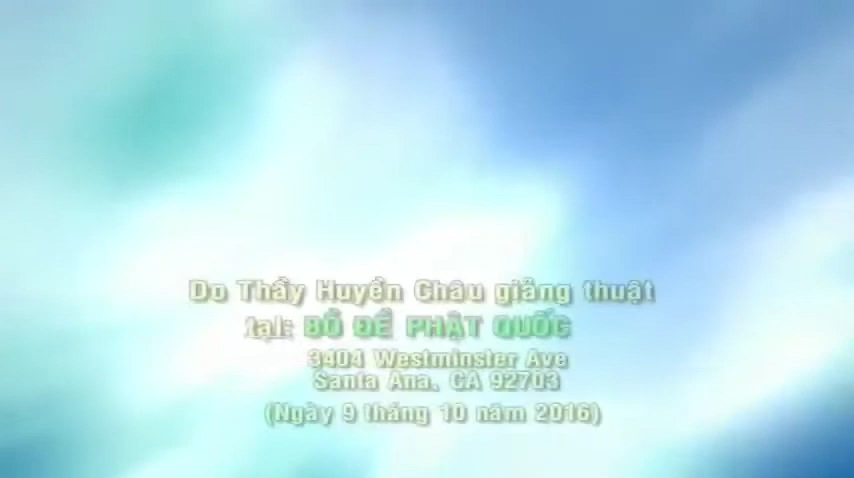 Do Thầy Huyền Châu giảng thuật
tại: BỒ ĐỀ PHẬT QUỐC
3404 Westminster Ave
Santa Ana, CA 92703
(Ngày 9 tháng 10 năm 2016)